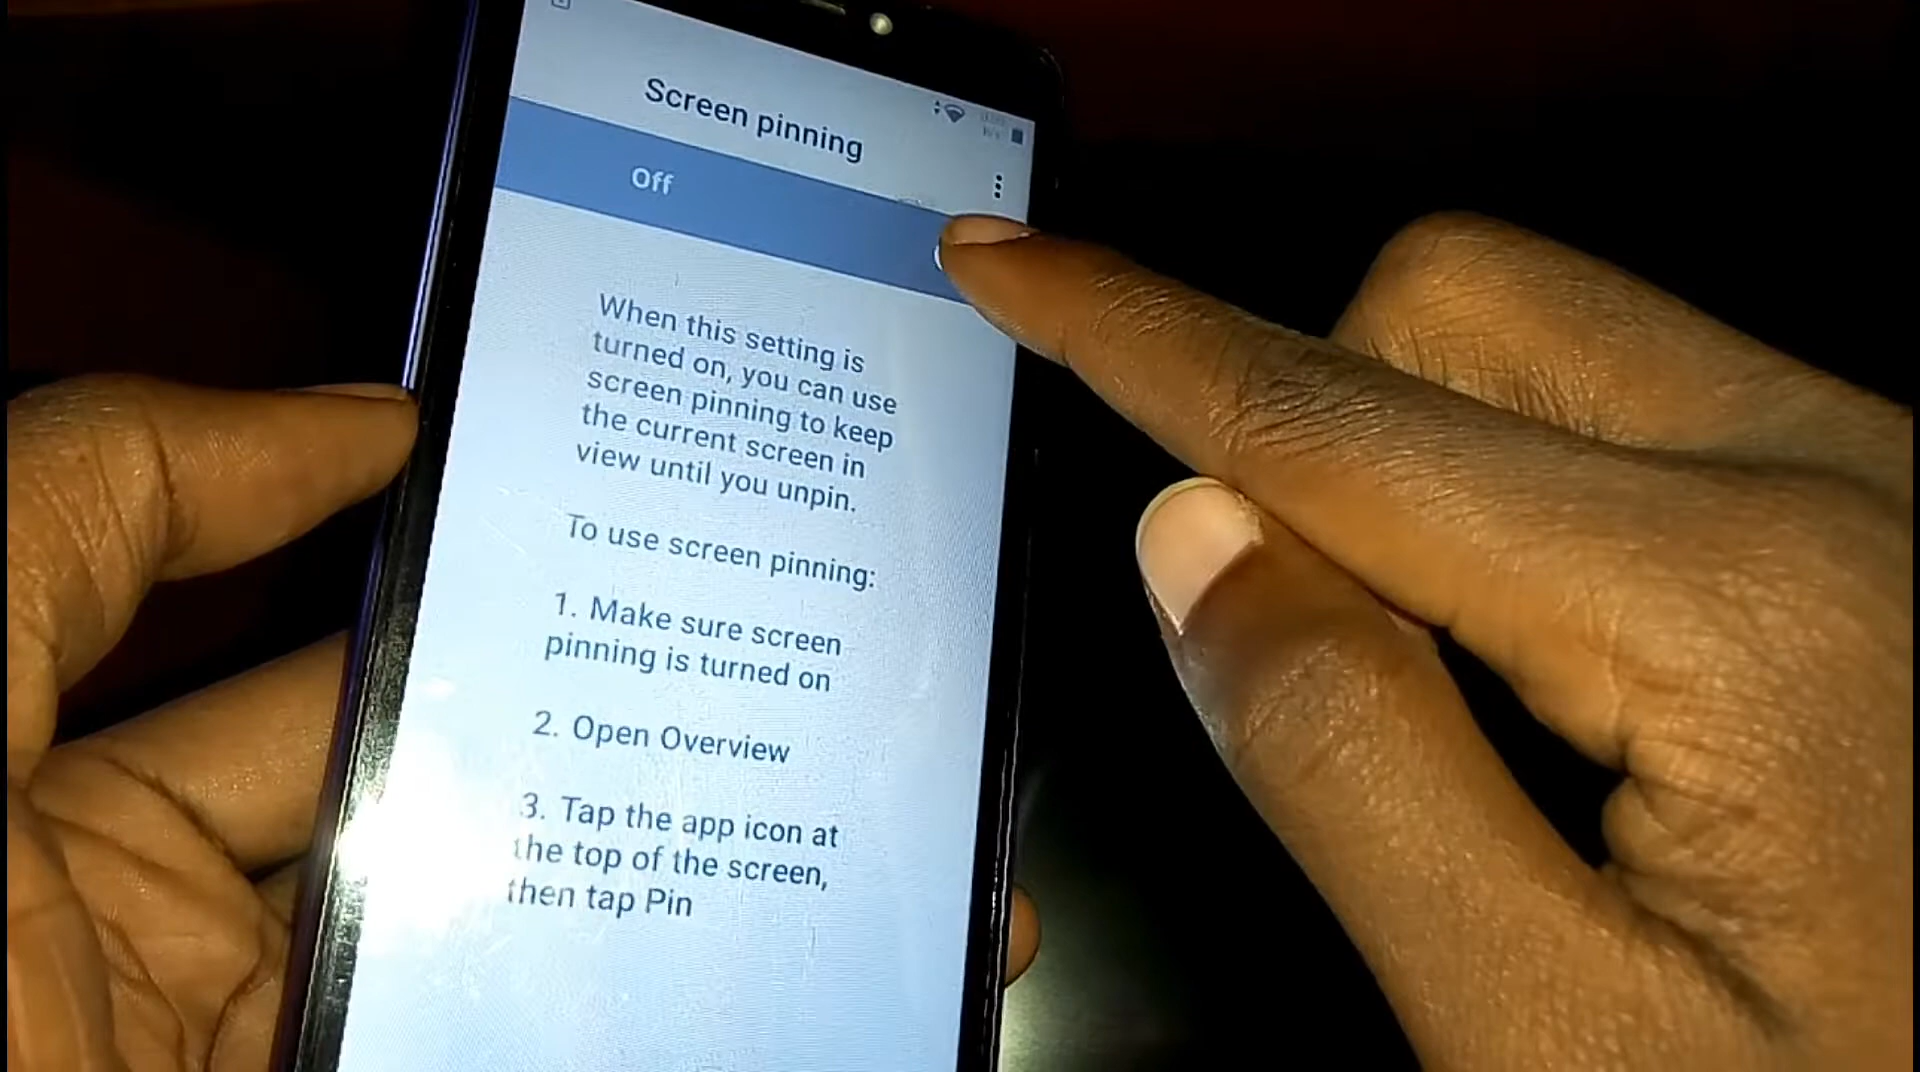 Screen pinning
Off
When this setting is
turned on, you can use
screen pinning to keep
the current screen in
view until you unpin.
To use screen pinning:
1. Make sure screen
pinning is turned on
2. Open Overview
3. Tap the app icon at
the top of the screen,
then tap Pin